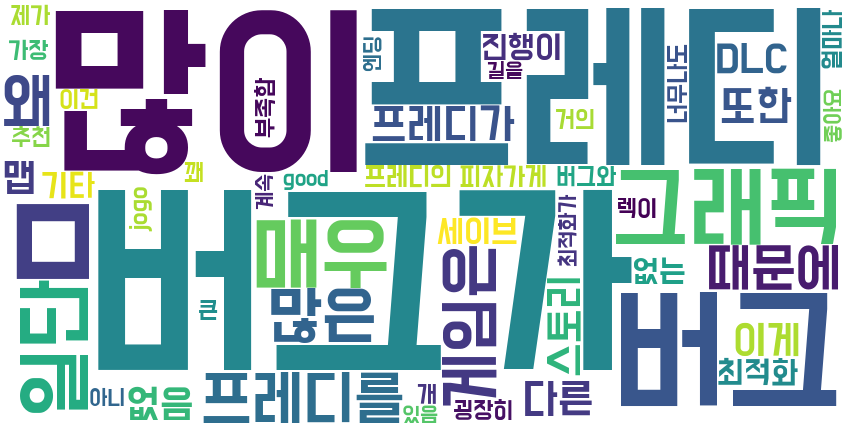 제가
많이
프레디
가장
왜
이건
추천
맵
기타
부족함
엔딩
진행이
길을
프레디가
거의
너무나도
DLC
또한
얼마나
좋아요
꽤
jogo
계속
good
프레디의 피자가게
버그와
일단
버그가
매우
많은
큰
세이브
게임은
최적화가
스토리
그래픽
렉이
없는
때문에
버그
이게
최적화
아니
없음
프레디를
있음
개
굉장히
다른